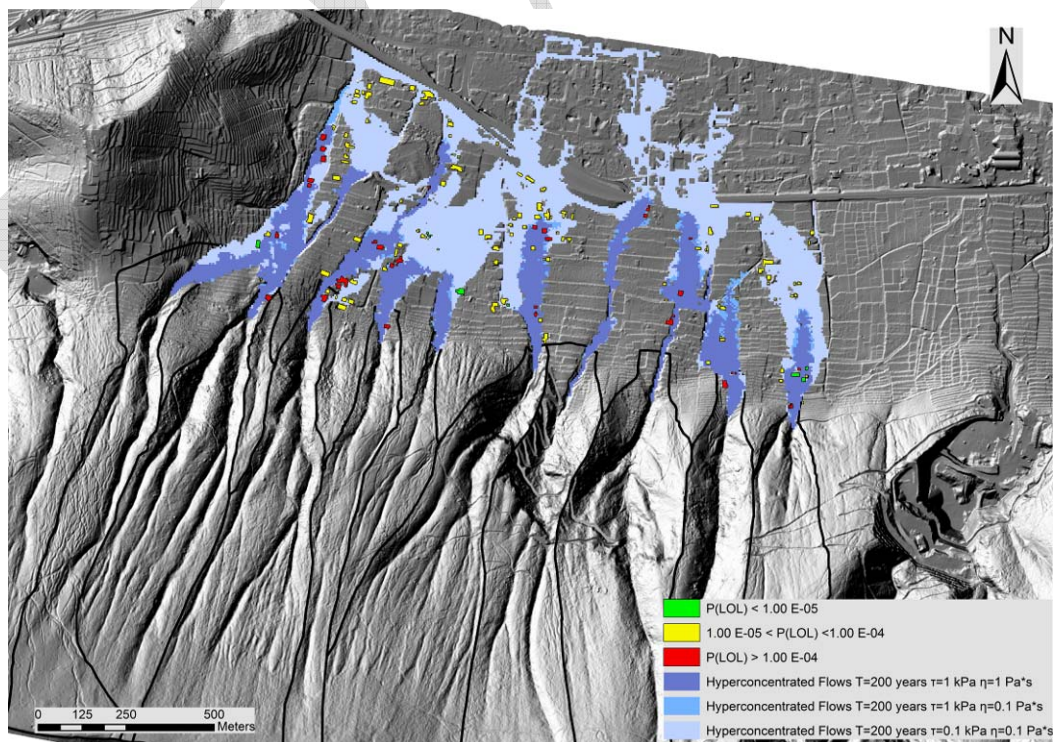 N
P(LOL) < 1.00 E-05
1.00 E-05 < P(LOL) <1.00 E-04
P(LOL) > 1.00 E-04
Hyperconcentrated Flows T=200 years τ=1 kPa η=1 Pa*s
Hyperconcentrated Flows T=200 years τ=1 kPa η=0.1 Pa*s
Hyperconcentrated Flows T=200 years τ=0.1 kPa η=0.1 Pa*s
0 125 250 500
Meters